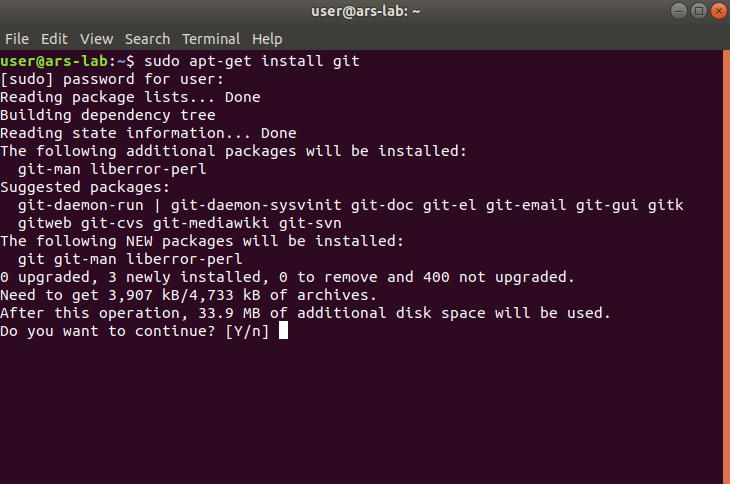 user@ars-lab: ~
File Edit View Search Terminal Help
user@ars-lab:~$ sudo apt-get install git
[sudo] password for user:
Reading package lists... Done
Building dependency tree
Reading state information... Done
The following additional packages will be installed:
  git-man liberror-perl
Suggested packages:
  git-daemon-run | git-daemon-sysvinit git-doc git-el git-email git-gui gitk
  gitweb git-cvs git-mediawiki git-svn
The following NEW packages will be installed:
  git git-man liberror-perl
0 upgraded, 3 newly installed, 0 to remove and 400 not upgraded.
Need to get 3,907 kB/4,733 kB of archives.
After this operation, 33.9 MB of additional disk space will be used.
Do you want to continue? [Y/n]